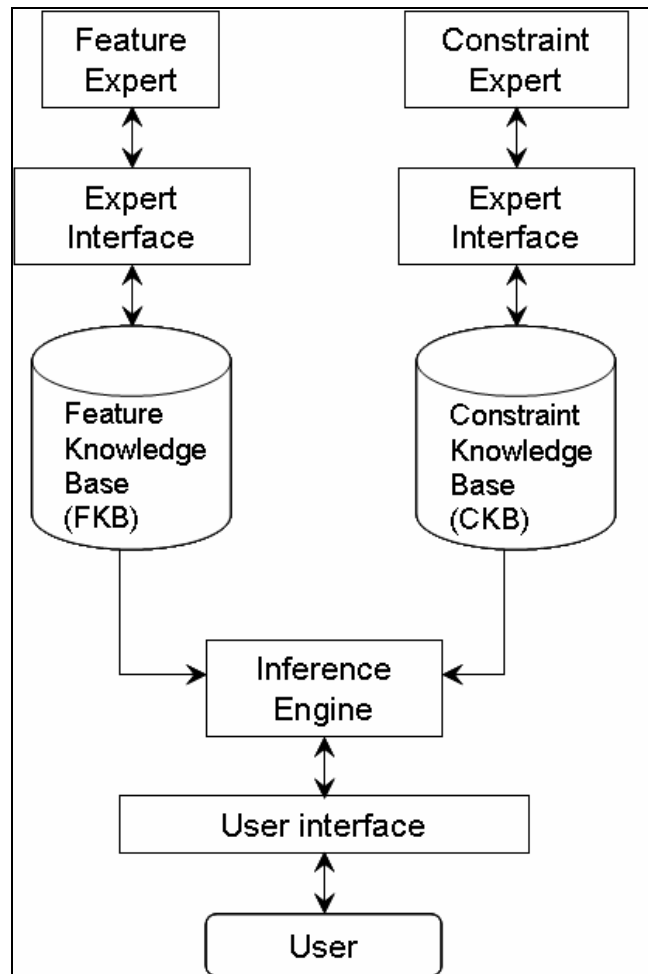 Feature
Expert
Constraint
Expert
Expert
Interface
Expert
Interface
Feature
Knowledge
Base
(FKB)
Constraint
Knowledge
Base
(CKB)
Inference
Engine
User interface
User